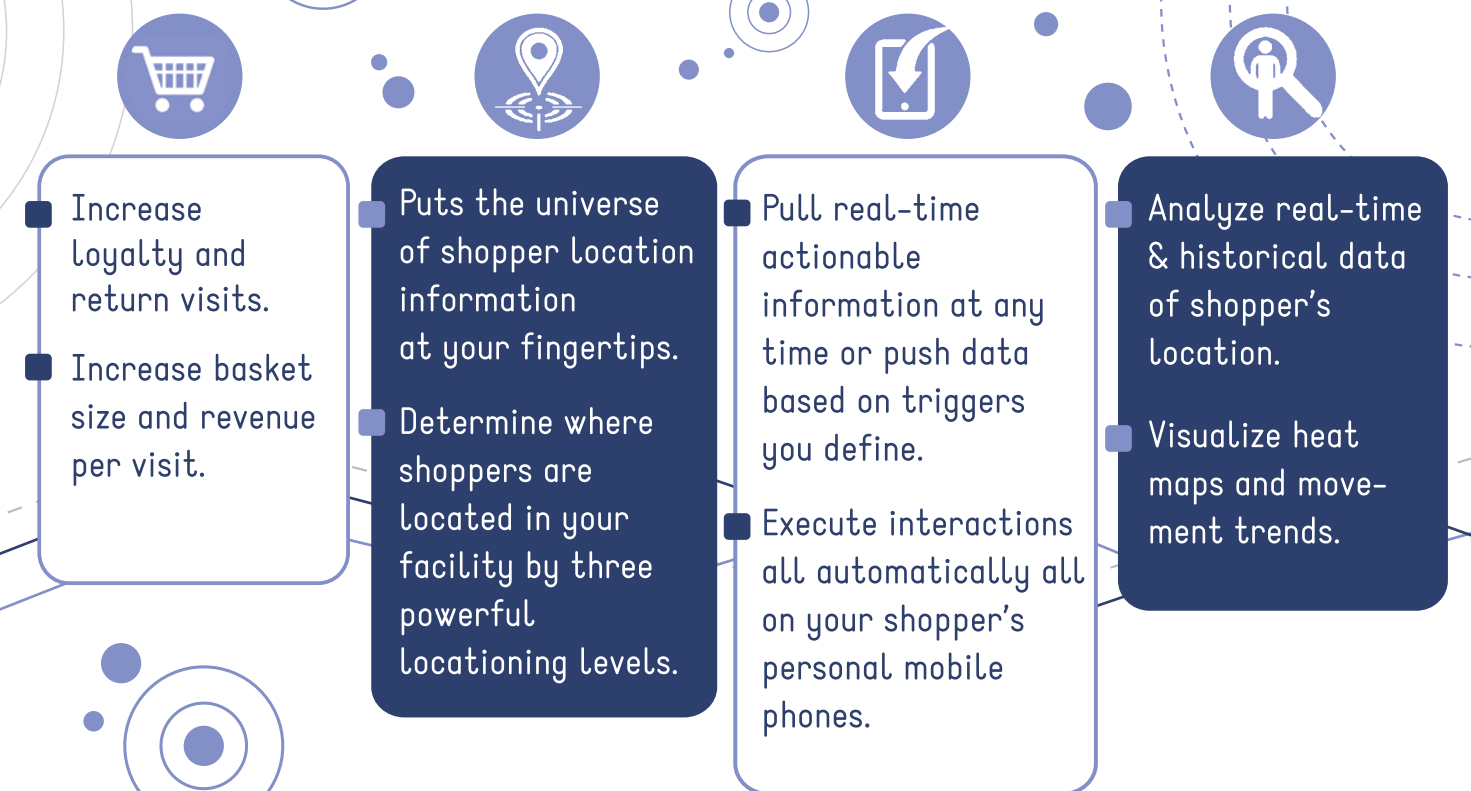 Increase
loyalty and
return visits.
Increase basket
size and revenue
per visit.
Puts the universe
of shopper location
information
at your fingertips.
Determine where
shoppers are
located in your
facility by three
powerful
locationing levels.
Pull real-time
actionable
information at any
time or push data
based on triggers
you define.
Execute interactions
all automatically all
on your shopper's
personal mobile
phones.
Analyze real-time
& historical data
of shopper's
location.
Visualize heat
maps and move-
ment trends.